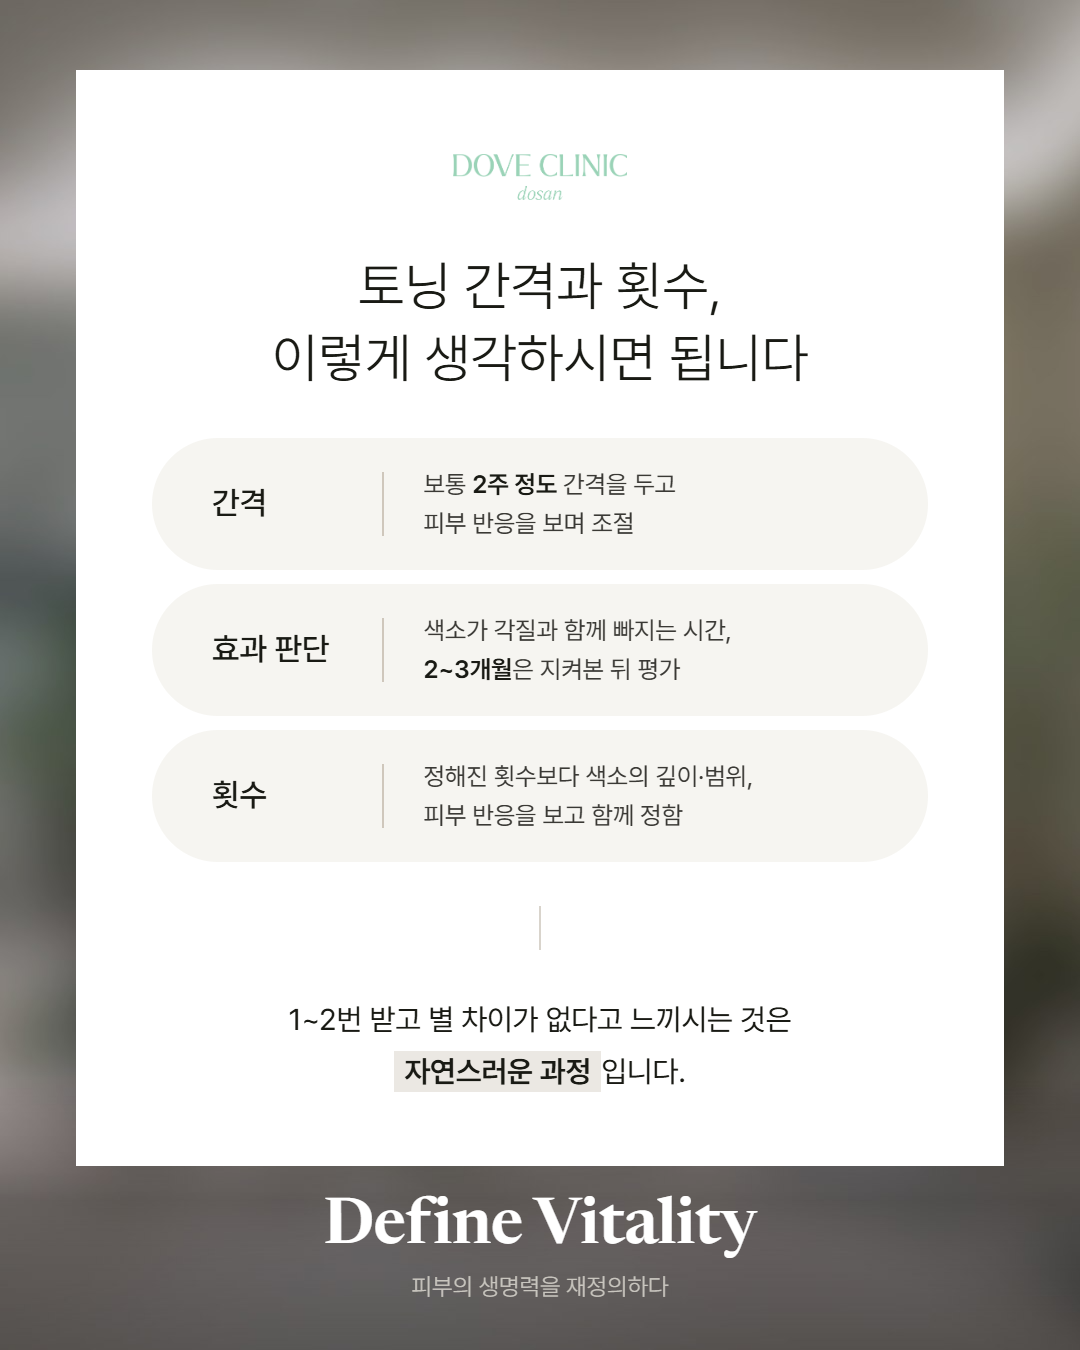 DOVE CLINIC
dosan
토닝 간격과 횟수,
이렇게 생각하시면 됩니다
간격
보통 2주 정도 간격을 두고
피부 반응을 보며 조절
효과 판단
색소가 각질과 함께 빠지는 시간,
2~3개월은 지켜본 뒤 평가
횟수
정해진 횟수보다 색소의 깊이·범위,
피부 반응을 보고 함께 정함
1~2번 받고 별 차이가 없다고 느끼시는 것은
자연스러운 과정입니다.
Define Vitality
피부의 생명력을 재정의하다